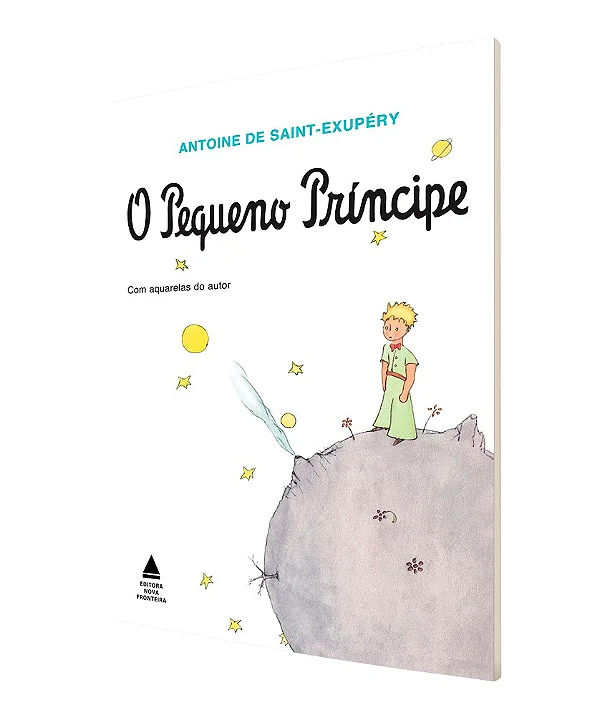 ANTOINE DE SAINT-EXUPÉRY
O Pequeno Príncipe
Com aquarelas do autor
EDITORA
NOVA
FRONTEIRA